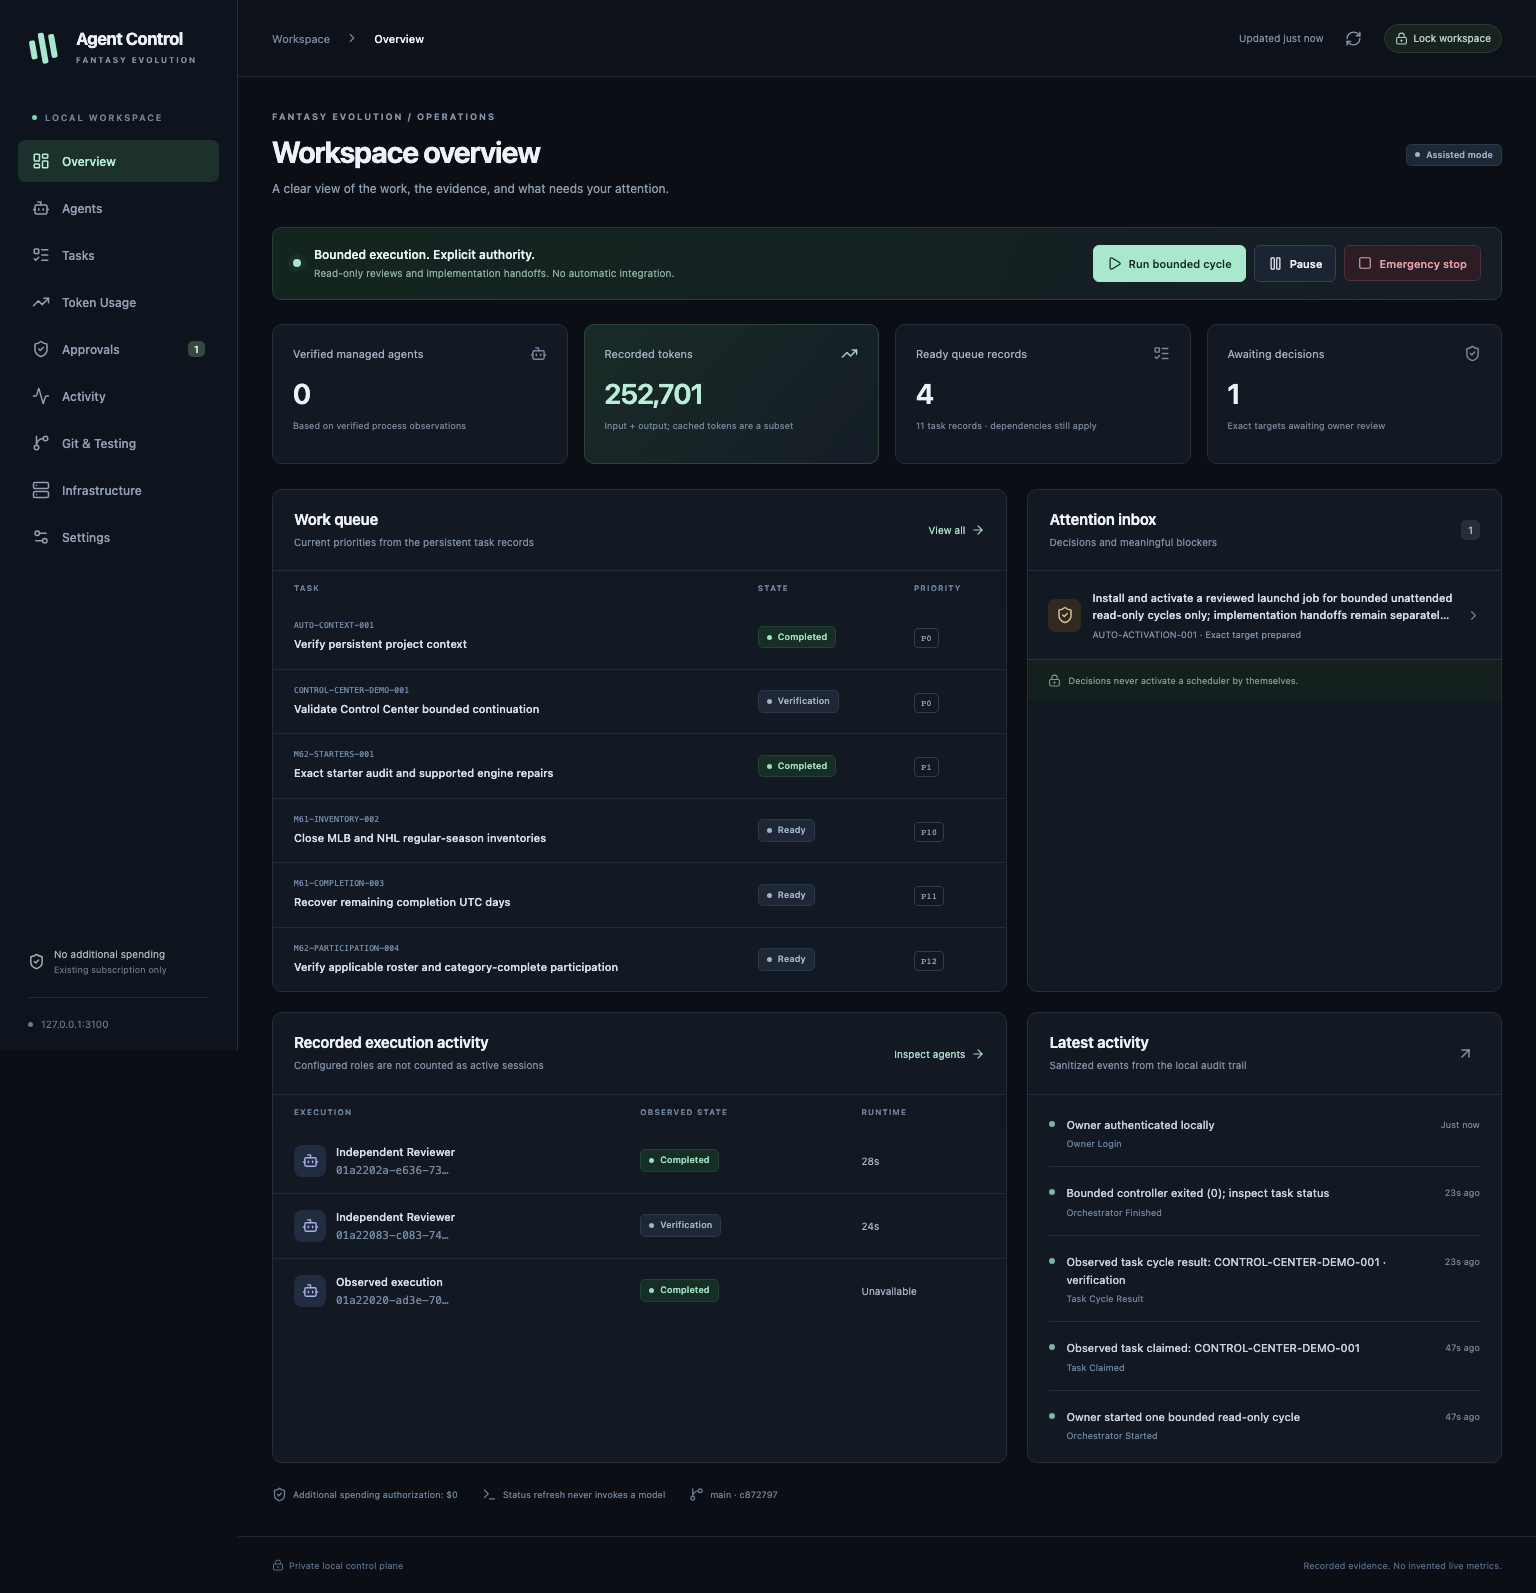 Agent Control
FANTASY EVOLUTION
LOCAL WORKSPACE
Overview
Agents
Tasks
Token Usage
Approvals 1
Activity
Git & Testing
Infrastructure
Settings
No additional spending
Existing subscription only
127.0.0.1:3100
Workspace > Overview
Updated just now
Lock workspace
FANTASY EVOLUTION / OPERATIONS
Workspace overview
A clear view of the work, the evidence, and what needs your attention.
Assisted mode
Bounded execution. Explicit authority.
Read-only reviews and implementation handoffs. No automatic integration.
Run bounded cycle
Pause
Emergency stop
Verified managed agents
0
Based on verified process observations
Recorded tokens
252,701
Input + output; cached tokens are a subset
Ready queue records
4
11 task records · dependencies still apply
Awaiting decisions
1
Exact targets awaiting owner review
Work queue
Current priorities from the persistent task records
View all
TASK STATE PRIORITY
AUTO-CONTEXT-001
Verify persistent project context
Completed
P0
CONTROL-CENTER-DEMO-001
Validate Control Center bounded continuation
Verification
P0
M62-STARTERS-001
Exact starter audit and supported engine repairs
Completed
P1
M61-INVENTORY-002
Close MLB and NHL regular-season inventories
Ready
P10
M61-COMPLETION-003
Recover remaining completion UTC days
Ready
P11
M62-PARTICIPATION-004
Verify applicable roster and category-complete participation
Ready
P12
Attention inbox
Decisions and meaningful blockers
1
Install and activate a reviewed launchd job for bounded unattended
read-only cycles only; implementation handoffs remain separatel…
AUTO-ACTIVATION-001 · Exact target prepared
Decisions never activate a scheduler by themselves.
Recorded execution activity
Configured roles are not counted as active sessions
Inspect agents
EXECUTION OBSERVED STATE RUNTIME
Independent Reviewer
01a2202a-e636-73…
Completed
28s
Independent Reviewer
01a22083-c083-74…
Verification
24s
Observed execution
01a22020-ad3e-70…
Completed
Unavailable
Latest activity
Sanitized events from the local audit trail
Owner authenticated locally
Just now
Owner Login
Bounded controller exited (0); inspect task status
23s ago
Orchestrator Finished
Observed task cycle result: CONTROL-CENTER-DEMO-001 ·
verification
23s ago
Task Cycle Result
Observed task claimed: CONTROL-CENTER-DEMO-001
47s ago
Task Claimed
Owner started one bounded read-only cycle
47s ago
Orchestrator Started
Additional spending authorization: $0
Status refresh never invokes a model
main · c872797
Private local control plane
Recorded evidence. No invented live metrics.